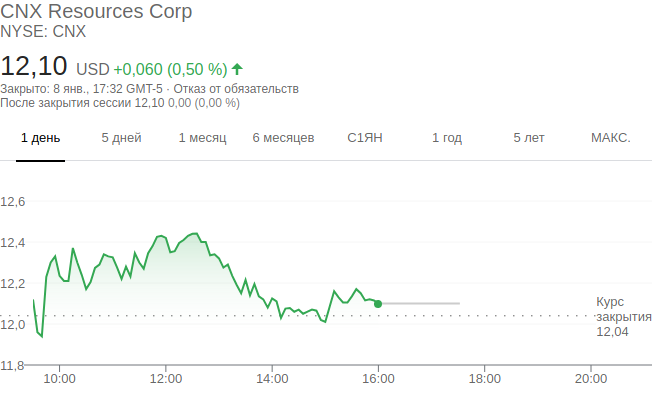 CNX Resources Corp
NYSE: CNX
12,10 USD +0,060 (0,50 %)
Закрыто: 8 янв., 17:32 GMT-5 · Отказ от обязательств
После закрытия сессии 12,10 0,00 (0,00 %)
1 день 5 дней 1 месяц 6 месяцев С1ЯН 1 год 5 лет МАКС.
12,6
12,4
12,2
12,0
11,8
Курс
закрытия
12,04
10:00 12:00 14:00 16:00 18:00 20:00